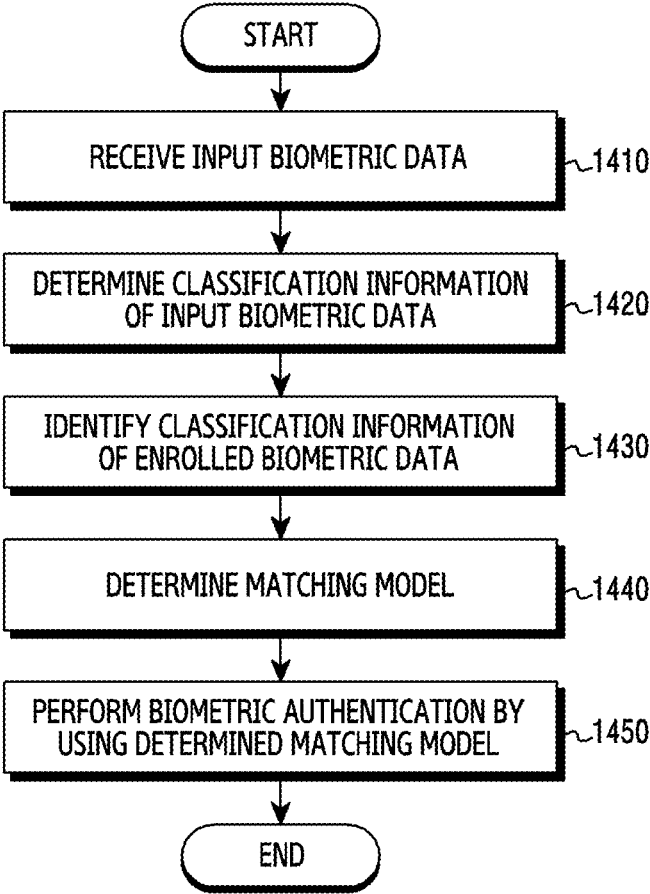 START
RECEIVE INPUT BIOMETRIC DATA
1410
DETERMINE CLASSIFICATION INFORMATION
OF INPUT BIOMETRIC DATA
1420
IDENTIFY CLASSIFICATION INFORMATION
OF ENROLLED BIOMETRIC DATA
1430
DETERMINE MATCHING MODEL
1440
PERFORM BIOMETRIC AUTHENTICATION BY
USING DETERMINED MATCHING MODEL
1450
END